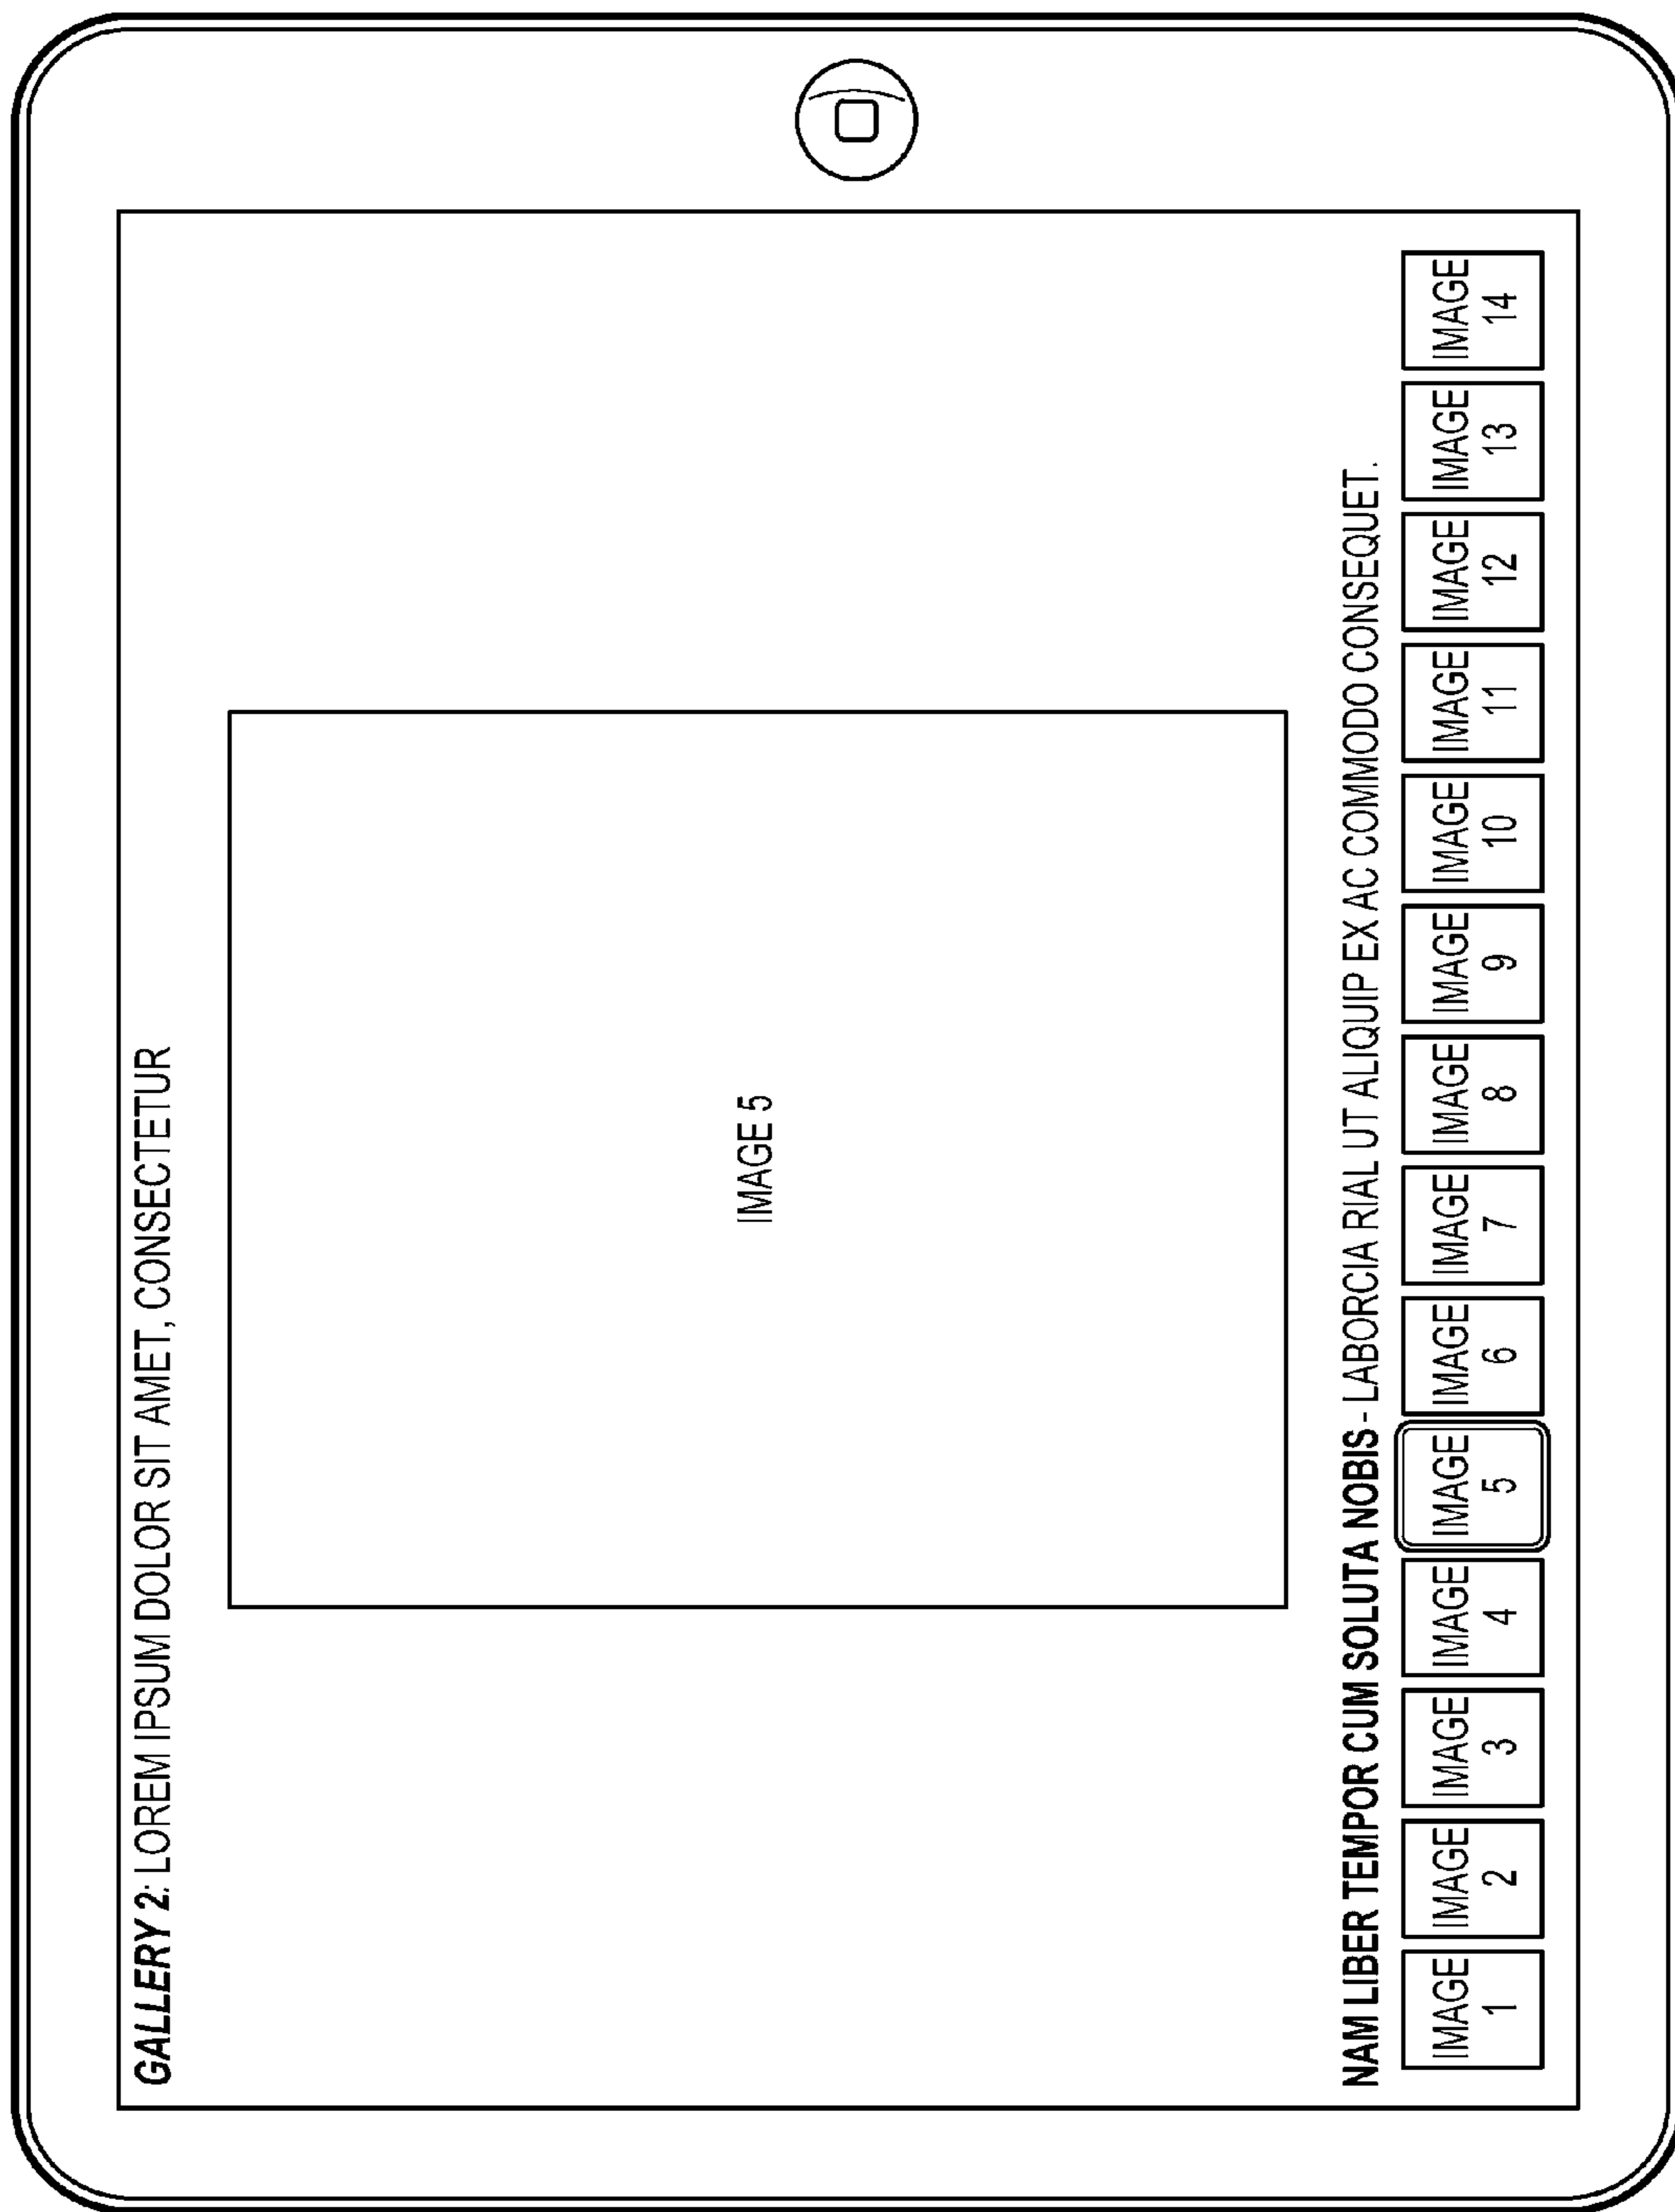 GALLERY 2: LOREM IPSUM DOLOR SIT AMET, CONSECTETUR
IMAGE 5
NAM LIBER TEMPOR CUM SOLUTA NOBIS - LABORCIA RIAL UT ALIQUIP EX AC COMMODO CONSEQUET.
IMAGE
1
IMAGE
2
IMAGE
3
IMAGE
4
IMAGE
5
IMAGE
6
IMAGE
7
IMAGE
8
IMAGE
9
IMAGE
10
IMAGE
11
IMAGE
12
IMAGE
13
IMAGE
14